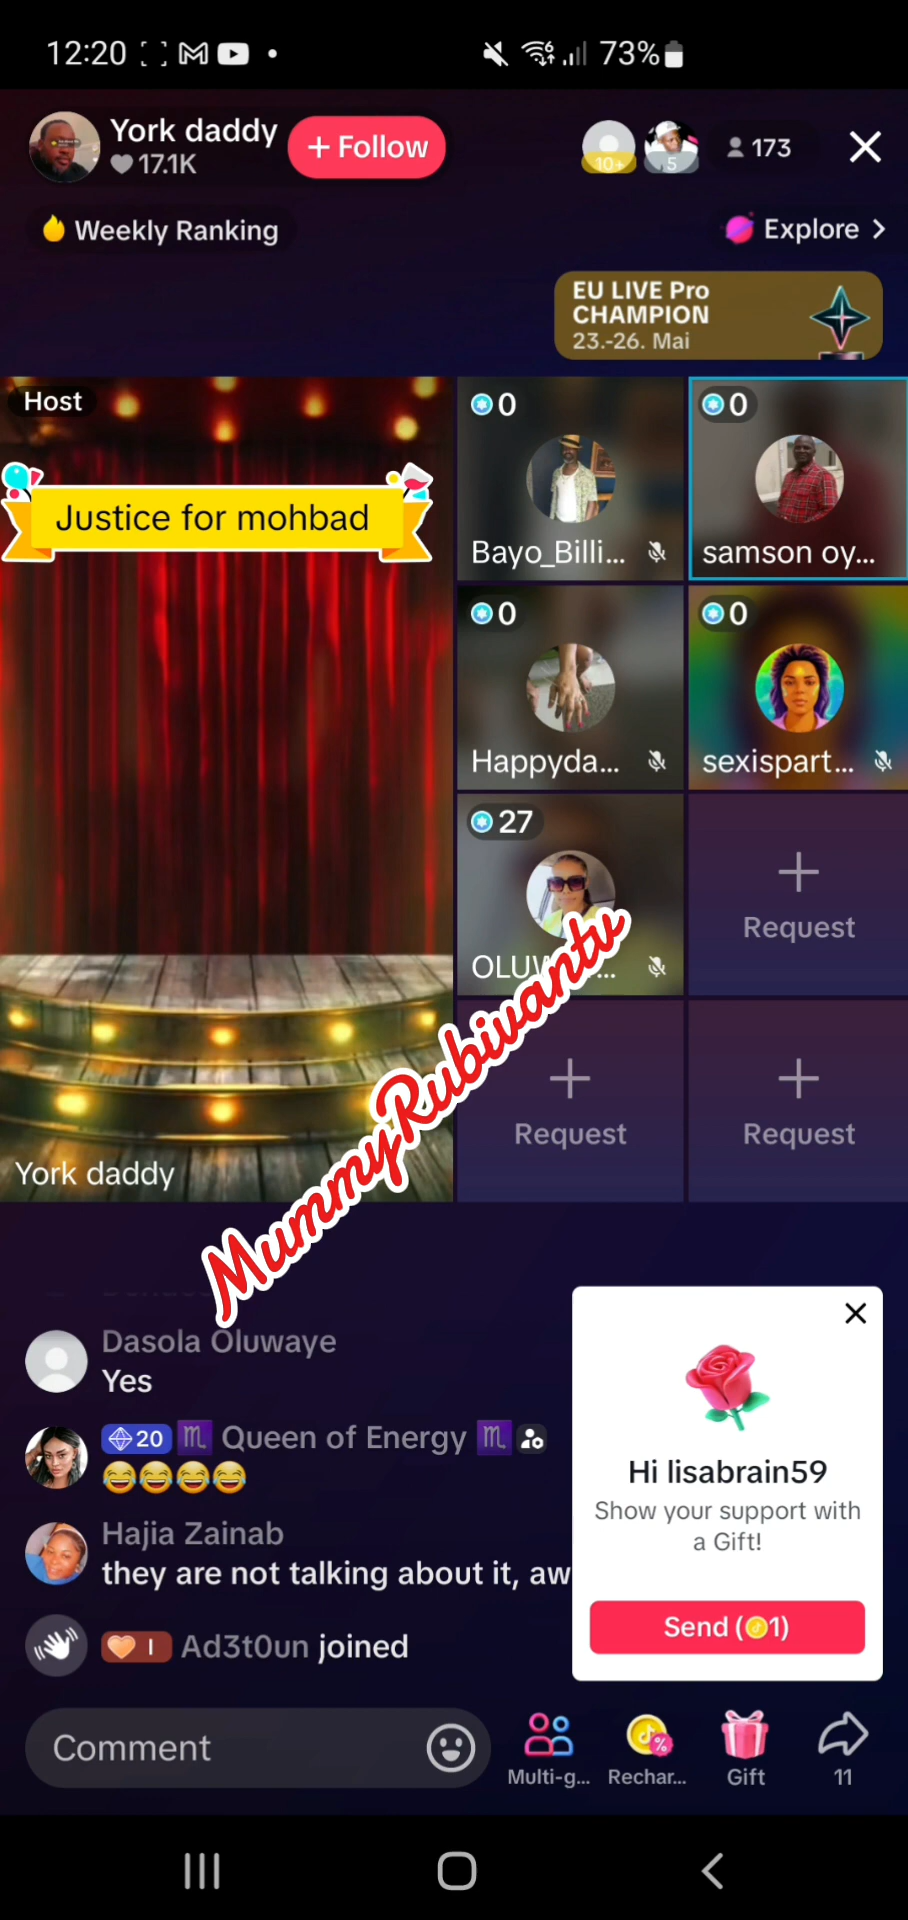 12:20
73%
York daddy
17.1K
+ Follow
10+
5
173
Weekly Ranking
Explore >
EU LIVE Pro
CHAMPION
23.-26. Mai
Host
Justice for mohbad
0
Bayo_Billi...
0
samson oy...
0
Happyda...
0
sexispart...
27
Request
Request
Request
York daddy
MummyRubivantv
Dasola Oluwaye
Yes
20 Queen of Energy
Hajia Zainab
they are not talking about it, aw
I Ad3t0un joined
Hi lisabrain59
Show your support with
a Gift!
Send (1)
Comment
Multi-g...
Rechar...
Gift
11